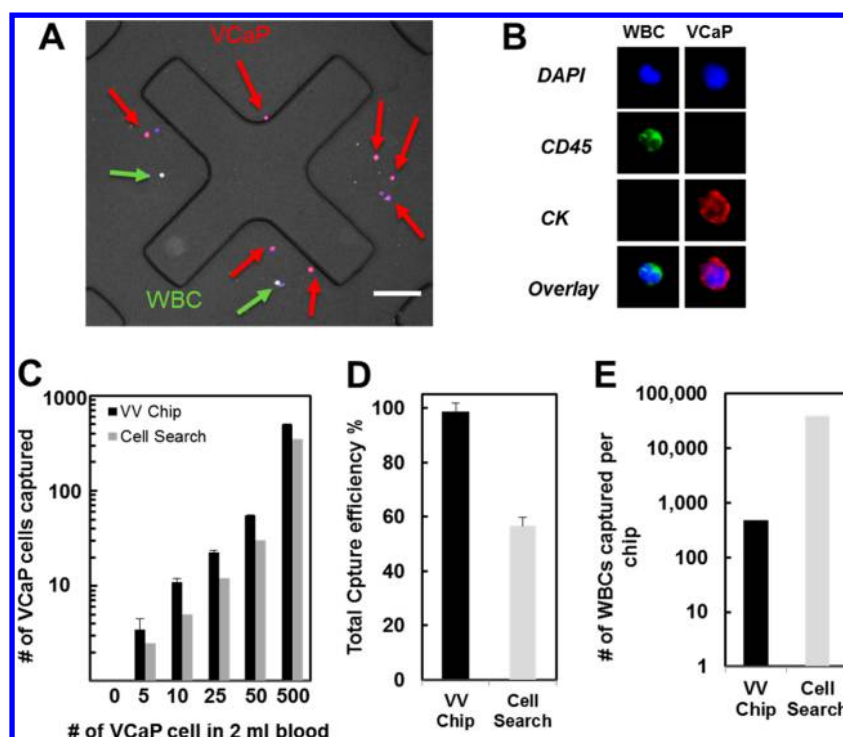 A
VCaP
WBC
B
WBC VCaP
DAPI
CD45
CK
Overlay
C
1000
100
10
VV Chip
Cell Search
# of VCaP cells captured
0 5 10 25 50 500
# of VCaP cell in 2 ml blood
D
100
80
60
40
20
0
Total Cpture efficiency %
VV Chip
Cell Search
E
100,000
10,000
1,000
100
10
1
# of WBCs captured per chip
VV Chip
Cell Search